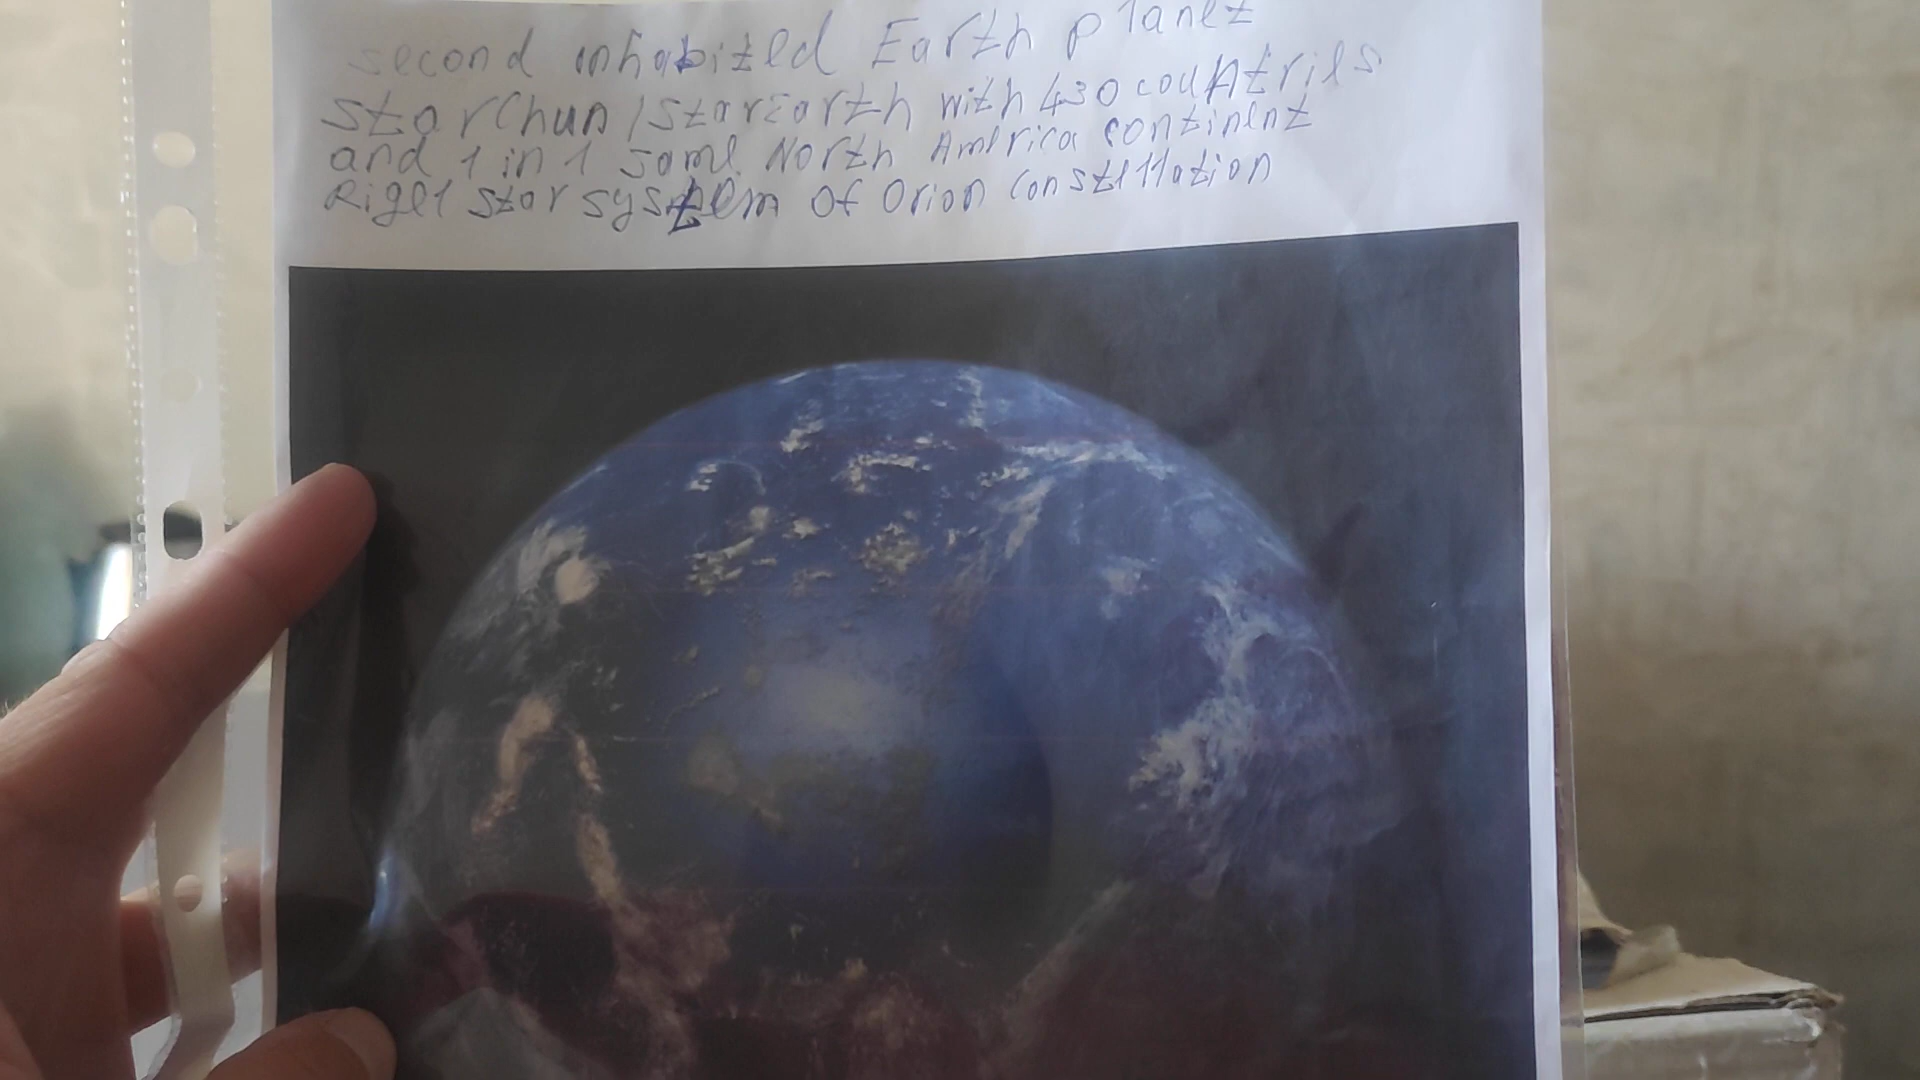 second inhabited Earth planet
StarChun/StarEarth with 430 countries
and 1 in 1 same North America continent
Rigel star system of Orion constellation